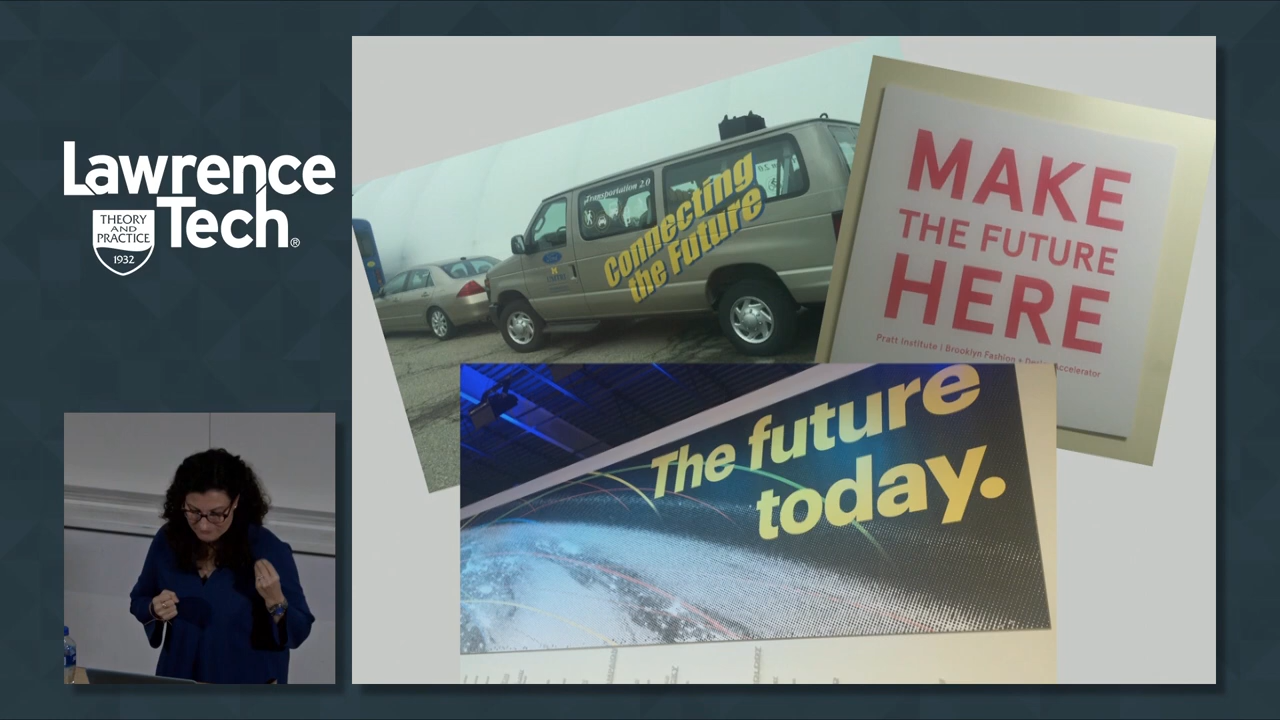 Lawrence
Tech®
THEORY
AND
PRACTICE
1932
Transportation 2.0
Connecting
the Future
Ford
MAKE
THE FUTURE
HERE
Pratt Institute | Brooklyn Fashion + Design Accelerator
The future
today.